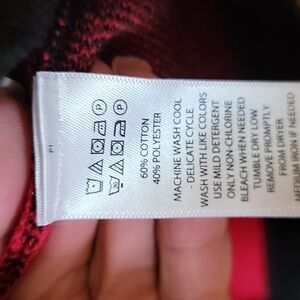 60% COTTON
40% POLYESTER
MACHINE WASH COOL
- DELICATE CYCLE
WASH WITH LIKE COLORS
USE MILD DETERGENT
ONLY NON-CHLORINE
BLEACH WHEN NEEDED
TUMBLE DRY LOW
REMOVE PROMPTLY
FROM DRYER
MEDIUM IRON IF NEEDED